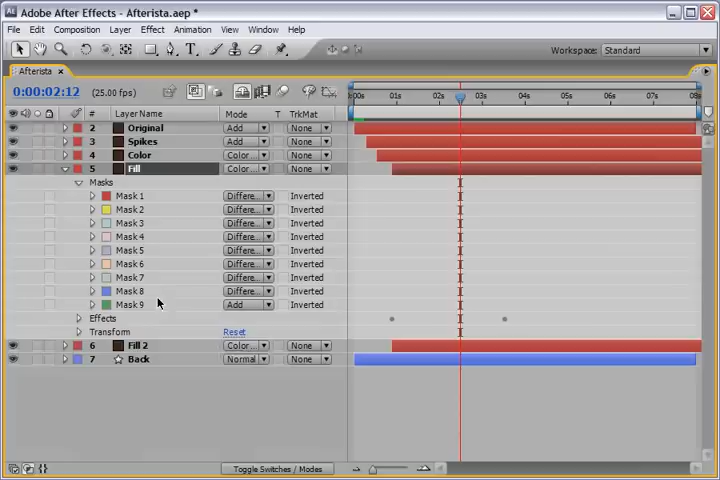 Adobe After Effects - Afterista.aep *
File Edit Composition Layer Effect Animation View Window Help
Workspace: Standard
Afterista
0:00:02:12 (25.00 fps)
:00s 01s 02s 03s 04s 05s 06s 07s 08s
# Layer Name Mode T TrkMat
2 Original Add None
3 Spikes Add None
4 Color Color... None
5 Fill Color... None
Masks
Mask 1 Differe... Inverted
Mask 2 Differe... Inverted
Mask 3 Differe... Inverted
Mask 4 Differe... Inverted
Mask 5 Differe... Inverted
Mask 6 Differe... Inverted
Mask 7 Differe... Inverted
Mask 8 Differe... Inverted
Mask 9 Add Inverted
Effects
Transform Reset
6 Fill 2 Color... None
7 Back Normal None
Toggle Switches / Modes